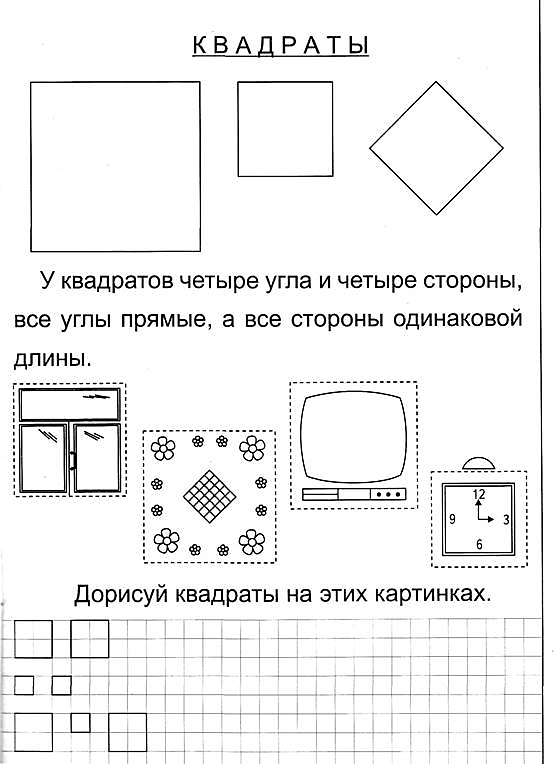 КВАДРАТЫ
У квадратов четыре угла и четыре стороны,
все углы прямые, а все стороны одинаковой
длины.
12
9 3
6
Дорисуй квадраты на этих картинках.